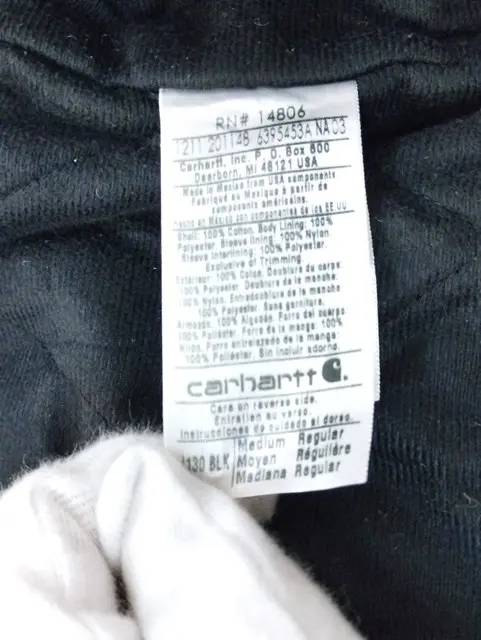 RN# 14806
1211 201148 6395453A NA 03
Carhartt, Inc. P. O. Box 600
Dearborn, MI 48121 USA
Made in Mexico from USA components
Fabriqué au Mexique à partir de
composants américains.
Hecho en México con componentes de los EE UU
Shell: 100% Cotton, Body Lining: 100%
Polyester, Sleeve lining: 100% Nylon,
Sleeve Interlining: 100% Polyester,
Exclusive of Trimming
Exterieur: 100% Coton, Doublure du corps:
100% Polyester, Doublure de la manche:
100% Nylon, Entredoublure de la manche
100% Polyester, Sans garniture.
Armazón, 100% Algodón, Forro del cuerpo:
100% Poliéster, Forro de la manga: 100%
Nilón, Forro entrelazado de la manga:
100% Poliéster, Sin incluir adorno.
carhartt
Care on reverse side.
Entretien au verso.
Instrucciones de cuidado al dorso.
J130 BLK
Medium Regular
Moyen Régulière
Mediana Regular